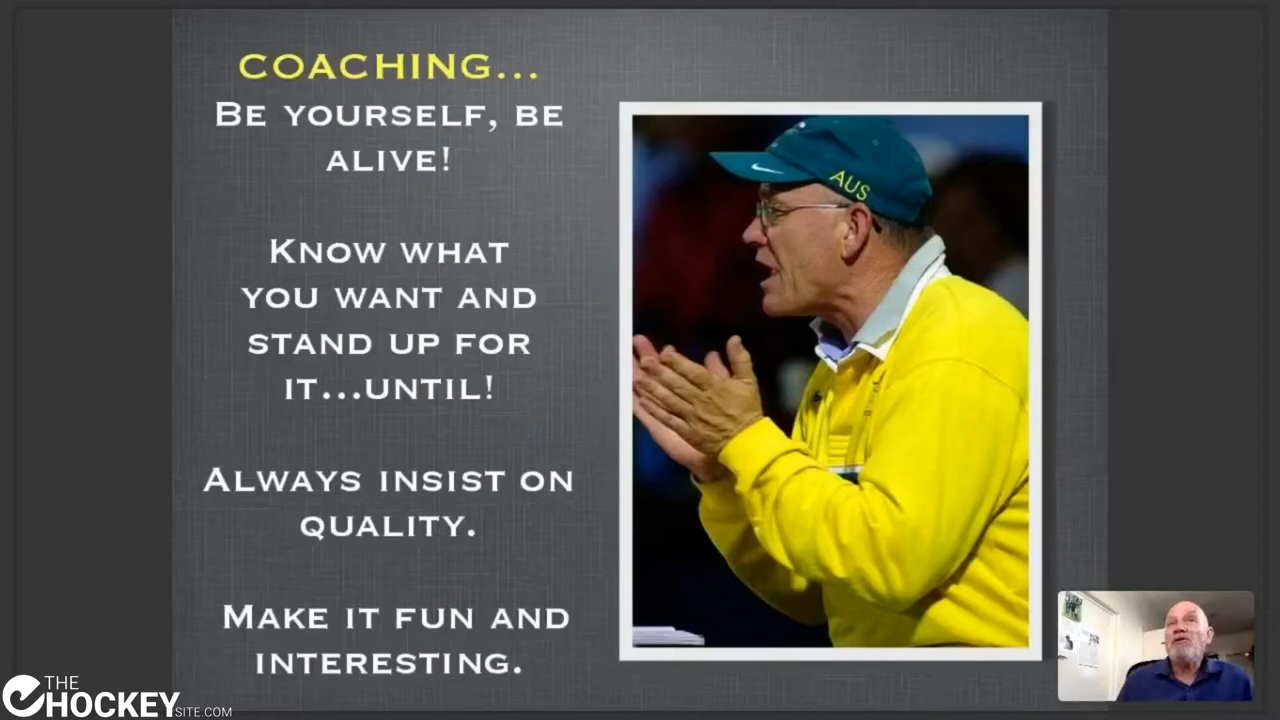 COACHING...
BE YOURSELF, BE
ALIVE!
KNOW WHAT
YOU WANT AND
STAND UP FOR
IT...UNTIL!
ALWAYS INSIST ON
QUALITY.
MAKE IT FUN AND
INTERESTING.
AUS
THE
HOCKEY
SITE.COM